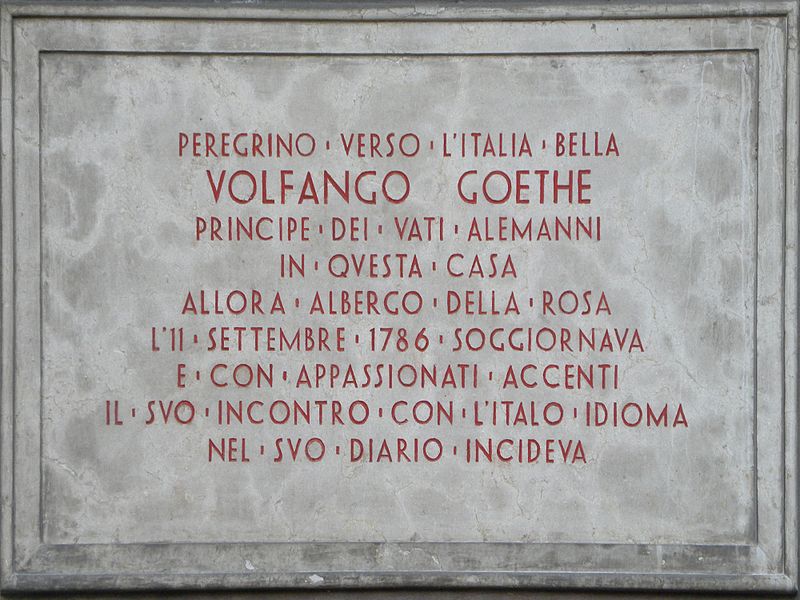 PEREGRINO · VERSO · L'ITALIA · BELLA
VOLFANGO GOETHE
PRINCIPE · DEI · VATI · ALEMANNI
IN · QVESTA · CASA
ALLORA · ALBERGO · DELLA · ROSA
L'11 · SETTEMBRE · 1786 · SOGGIORNAVA
E · CON · APPASSIONATI · ACCENTI
IL · SVO · INCONTRO · CON · L'ITALO · IDIOMA
NEL · SVO · DIARIO · INCIDEVA